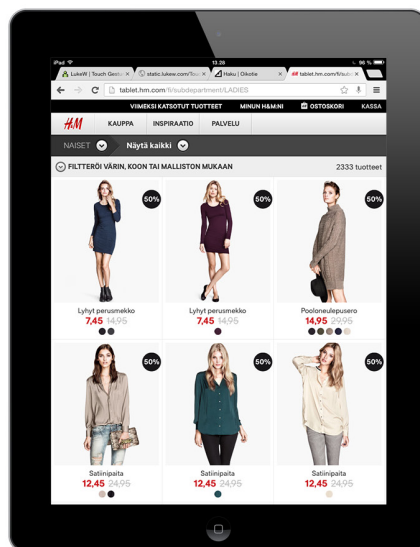 iPad
13.28
96 %
LukeW | Touch Gestu
static.lukew.com/Touc
Haku | Oikotie
tablet.hm.com/fi/subd
tablet.hm.com/fi/subdepartment/LADIES
VIIMEKSI KATSOTUT TUOTTEET MINUN H&M:NI OSTOSKORI KASSA
H&M KAUPPA INSPIRAATIO PALVELU
NAISET Näytä kaikki
FILTTERÖI VÄRIN, KOON TAI MALLISTON MUKAAN 2333 tuotteet
50% 50% 50%
Lyhyt perusmekko Lyhyt perusmekko Pooloneulepusero
7,45 14,95 7,45 14,95 14,95 29,95
50% 50% 50%
Satiinipaita Satiinipaita Satiinipaita
12,45 24,95 12,45 24,95 12,45 24,95